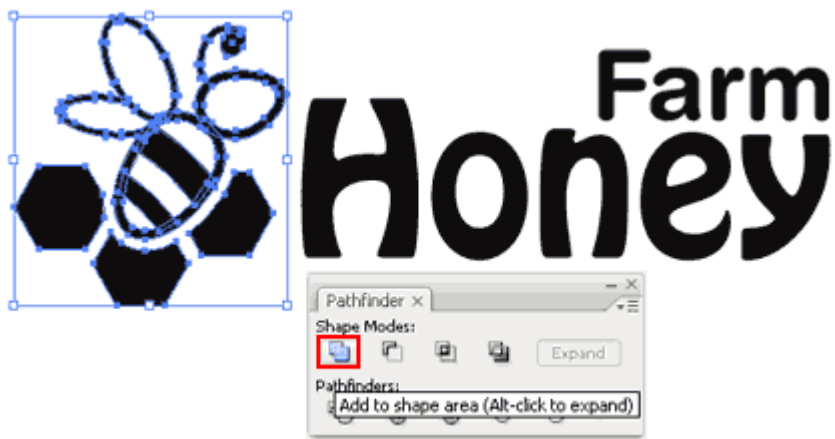 Farm
Honey
Pathfinder
Shape Modes:
Expand
Pathfinders:
Add to shape area (Alt-click to expand)